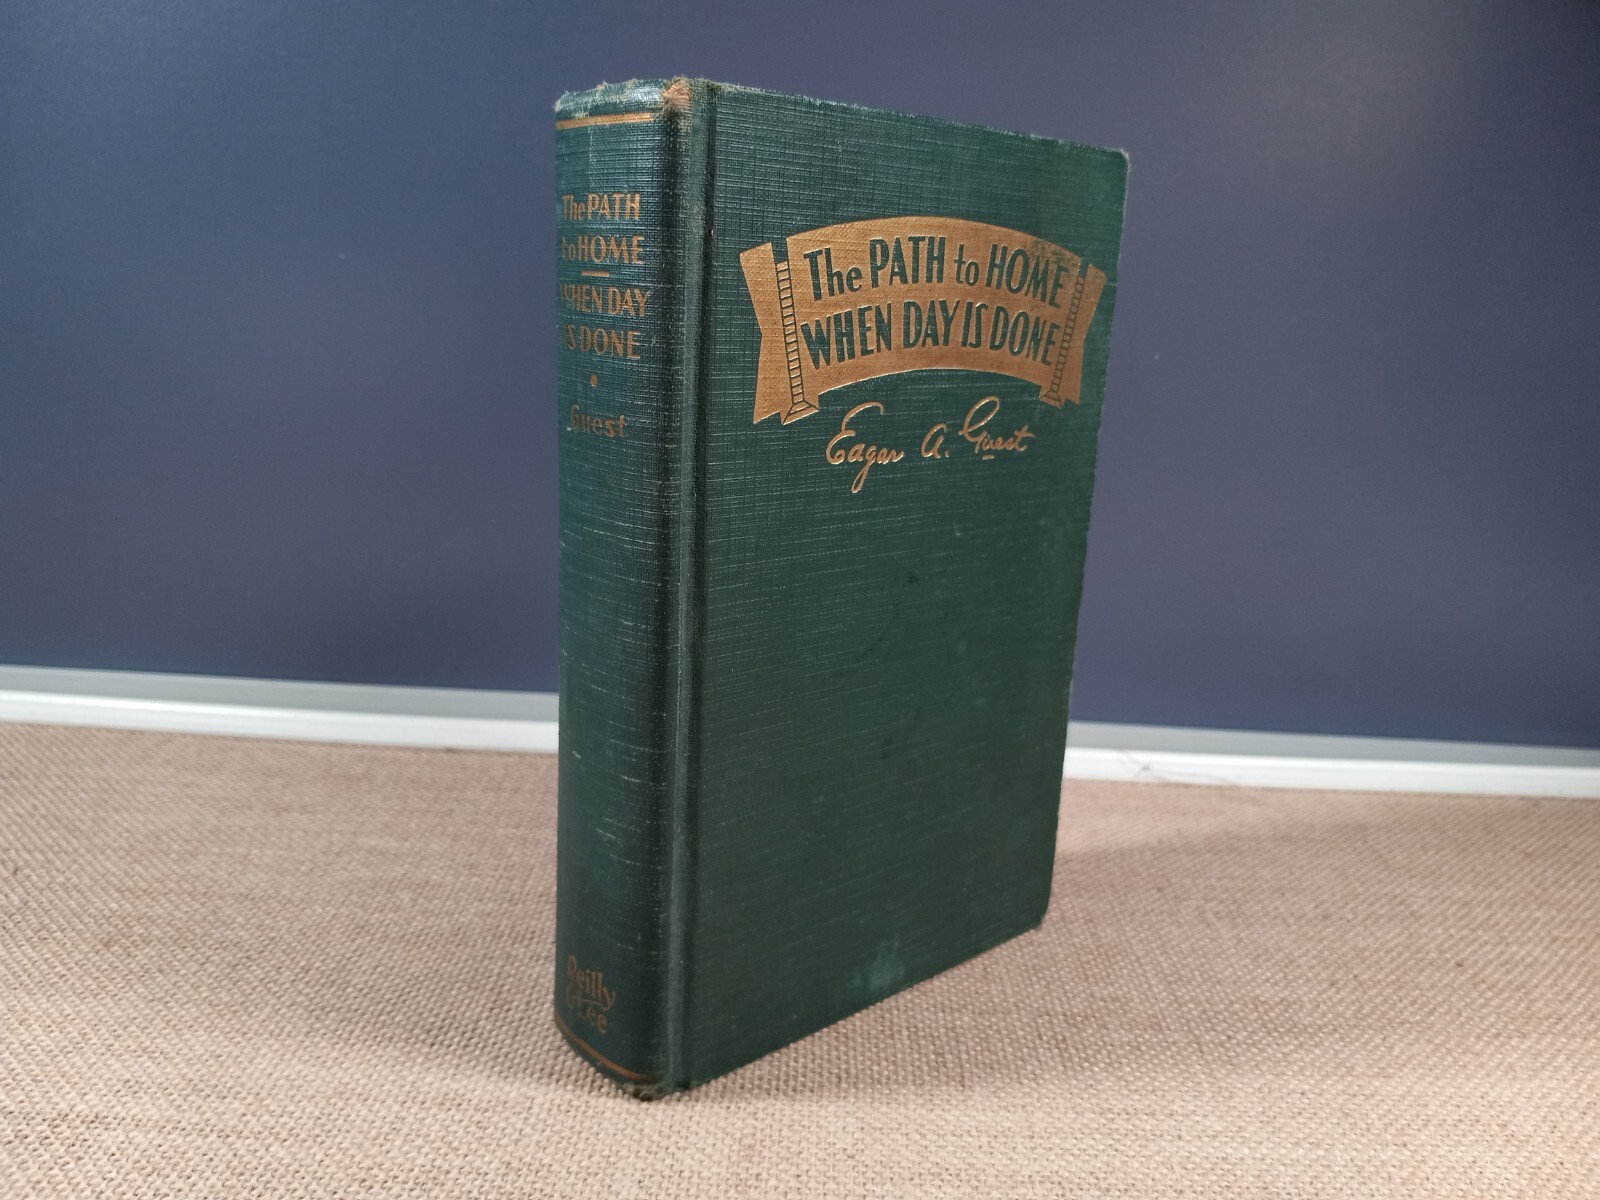 The PATH
to HOME
WHEN DAY
IS DONE
Guest
Reilly
& Lee
The PATH to HOME
WHEN DAY IS DONE
Edgar A. Guest